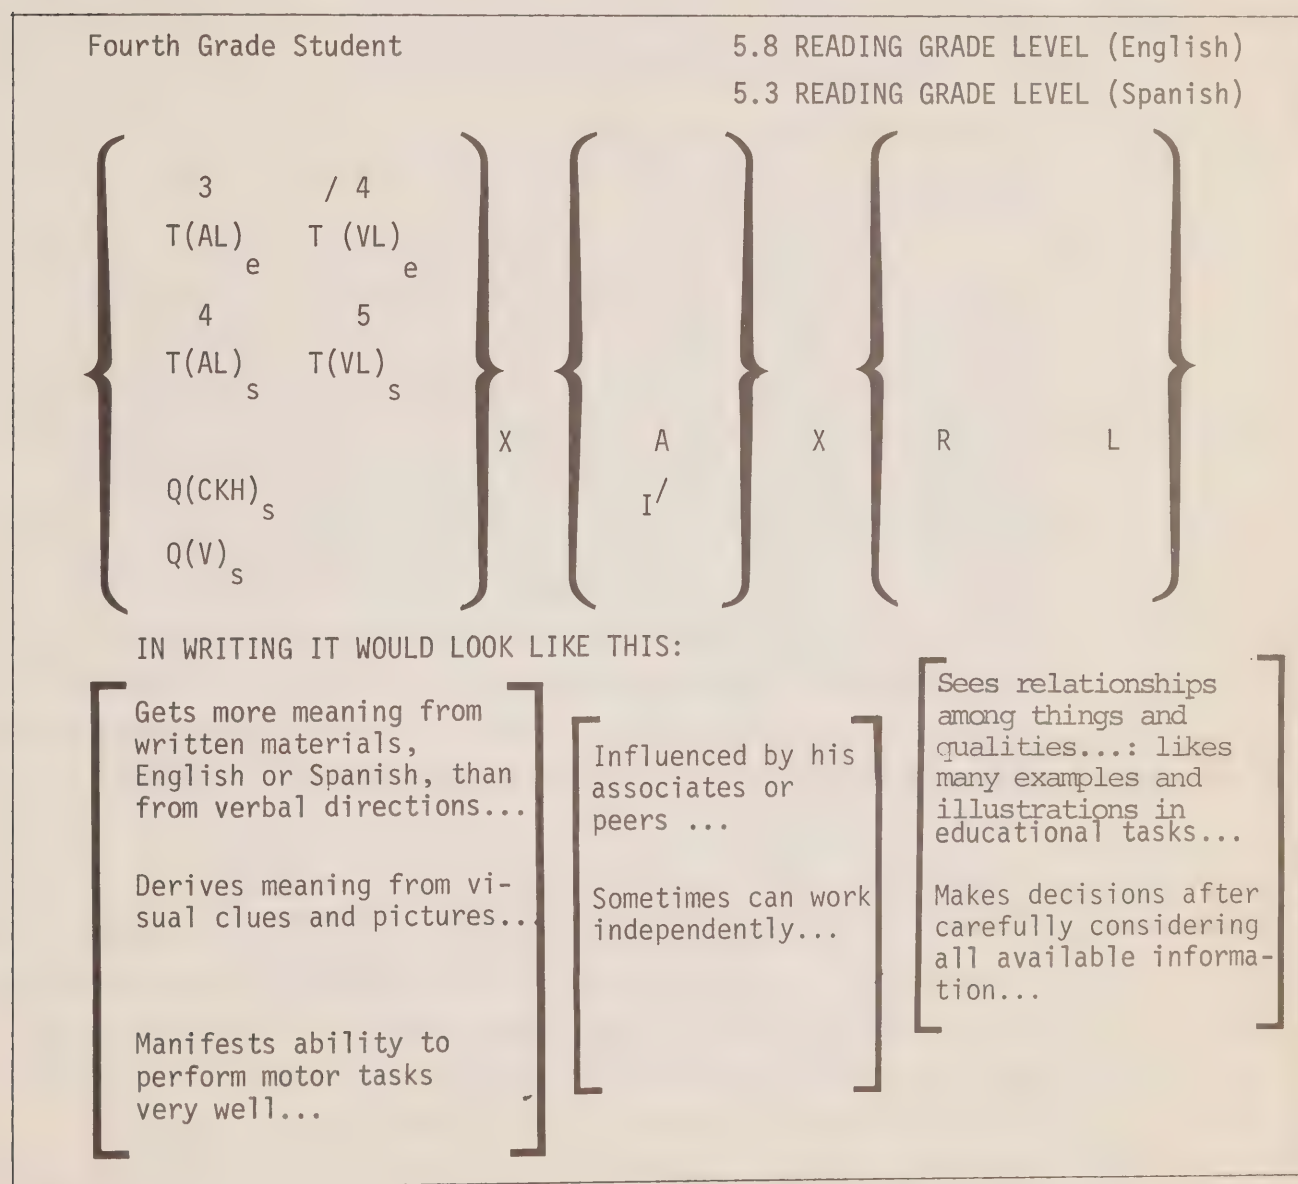 Fourth Grade Student
5.8 READING GRADE LEVEL (English)
5.3 READING GRADE LEVEL (Spanish)
3 / 4
T(AL)e T (VL)e
4 5
T(AL)s T(VL)s
X A X R L
Q(CKH)s
I/
Q(V)s
IN WRITING IT WOULD LOOK LIKE THIS:
Gets more meaning from
written materials,
English or Spanish, than
from verbal directions...
Derives meaning from vi-
sual clues and pictures...
Manifests ability to
perform motor tasks
very well...
Influenced by his
associates or
peers ...
Sometimes can work
independently...
Sees relationships
among things and
qualities...: likes
many examples and
illustrations in
educational tasks...
Makes decisions after
carefully considering
all available informa-
tion...